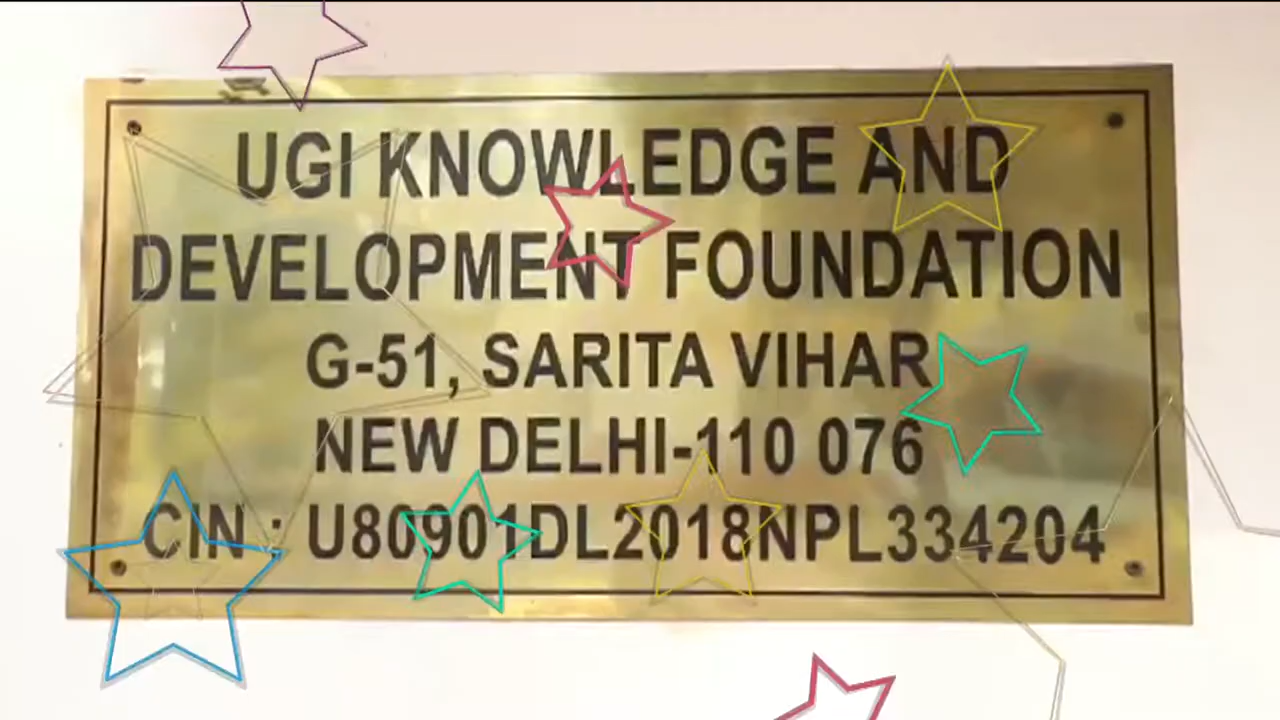 UGI KNOWLEDGE AND
DEVELOPMENT FOUNDATION
G-51, SARITA VIHAR
NEW DELHI-110 076
CIN : U80901DL2018NPL334204